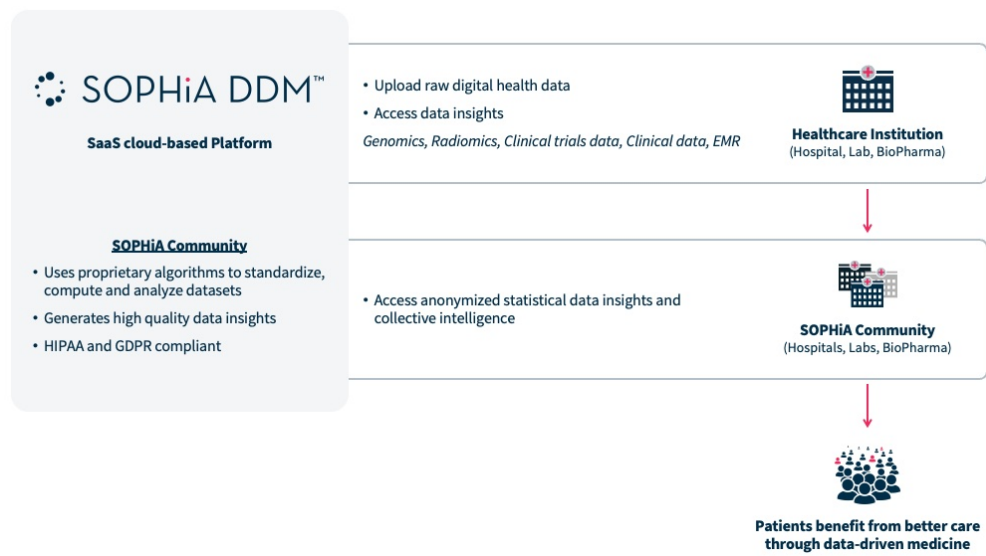 SOPHiA DDM™
SaaS cloud-based Platform
SOPHiA Community
• Uses proprietary algorithms to standardize,
compute and analyze datasets
• Generates high quality data insights
• HIPAA and GDPR compliant
• Upload raw digital health data
• Access data insights
Genomics, Radiomics, Clinical trials data, Clinical data, EMR
Healthcare Institution
(Hospital, Lab, BioPharma)
• Access anonymized statistical data insights and
collective intelligence
SOPHiA Community
(Hospitals, Labs, BioPharma)
Patients benefit from better care
through data-driven medicine